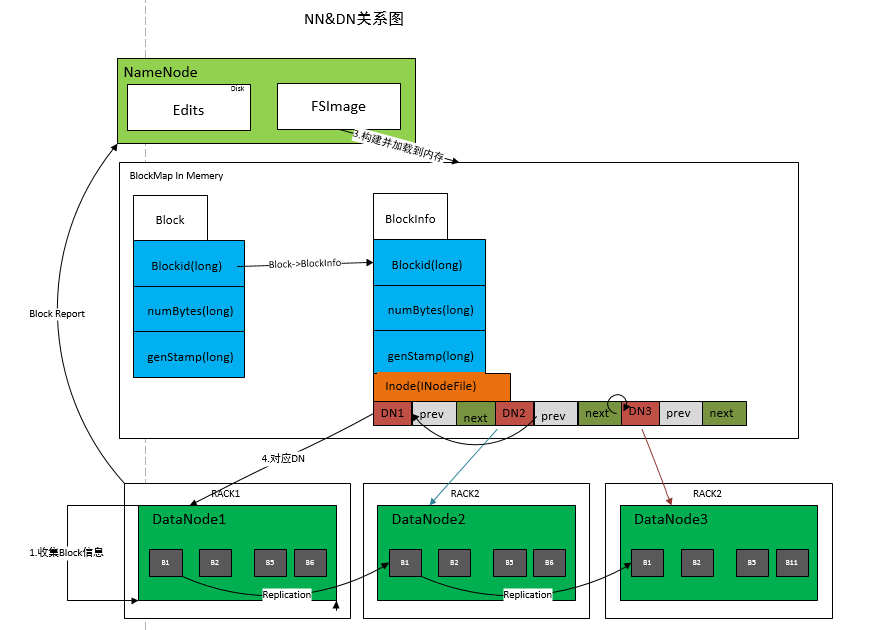 NN&DN关系图
NameNode
Disk
Edits
FSImage
3.构建并加载到内存
BlockMap In Memery
Block
BlockInfo
Blockid(long)
Block->BlockInfo
Blockid(long)
numBytes(long)
numBytes(long)
Block Report
genStamp(long)
genStamp(long)
Inode(INodeFile)
DN1 prev next DN2 prev next DN3 prev next
4.对应DN
RACK1
RACK2
RACK2
DataNode1
DataNode2
DataNode3
1.收集Block信息
B1 B2 B5 B6
B1 B2 B5 B6
B1 B2 B5 B11
Replication
Replication